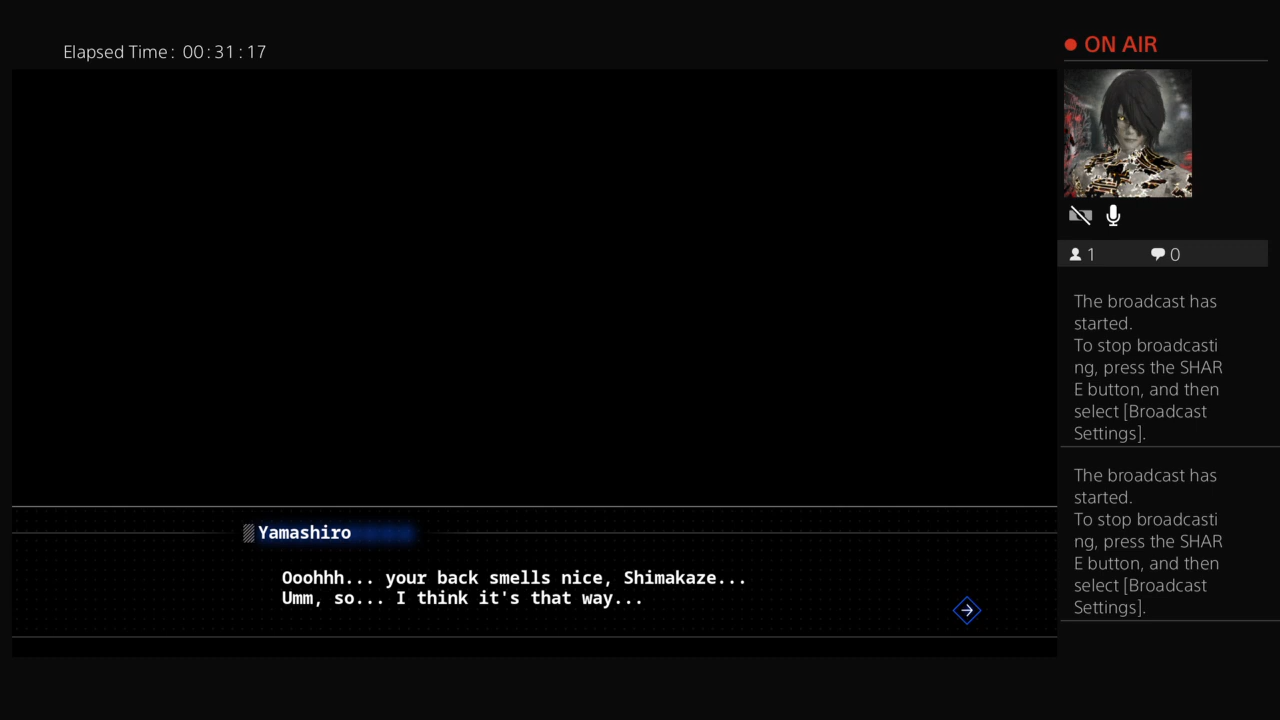 Elapsed Time: 00:31:17
ON AIR
1
0
The broadcast has
started.
To stop broadcasti
ng, press the SHAR
E button, and then
select [Broadcast
Settings].
The broadcast has
started.
To stop broadcasti
ng, press the SHAR
E button, and then
select [Broadcast
Settings].
Yamashiro
Ooohhh... your back smells nice, Shimakaze...
Umm, so... I think it's that way...